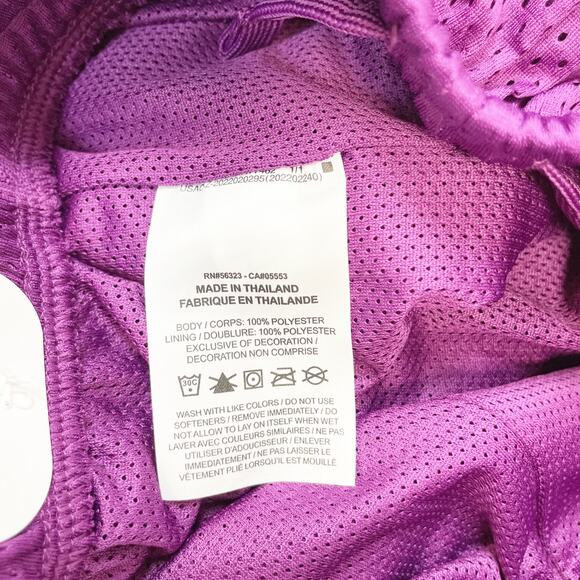 USA02-2022020295(202202240)
RN#56323 - CA#05553
MADE IN THAILAND
FABRIQUE EN THAILANDE
BODY / CORPS: 100% POLYESTER
LINING / DOUBLURE: 100% POLYESTER
EXCLUSIVE OF DECORATION /
DECORATION NON COMPRISE
30C
WASH WITH LIKE COLORS / DO NOT USE
SOFTENERS / REMOVE IMMEDIATELY / DO
NOT ALLOW TO LAY ON ITSELF WHEN WET
LAVER AVEC COULEURS SIMILAIRES / NE PAS
UTILISER D'ADOUCISSEUR / ENLEVER
IMMEDIATEMENT / NE PAS LAISSER LE
VÊTEMENT PLIÉ LORSQU'IL EST MOUILLÉ